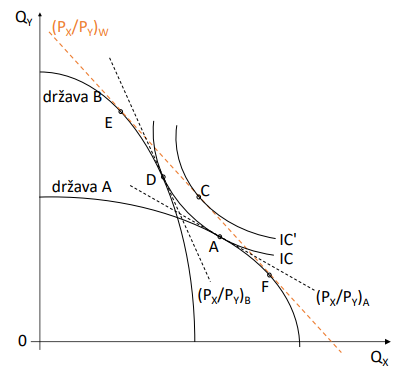 Q_Y
(P_X/P_Y)_W
država B
E
D
država A
C
IC'
A
IC
F
(P_X/P_Y)_B
(P_X/P_Y)_A
0
Q_X